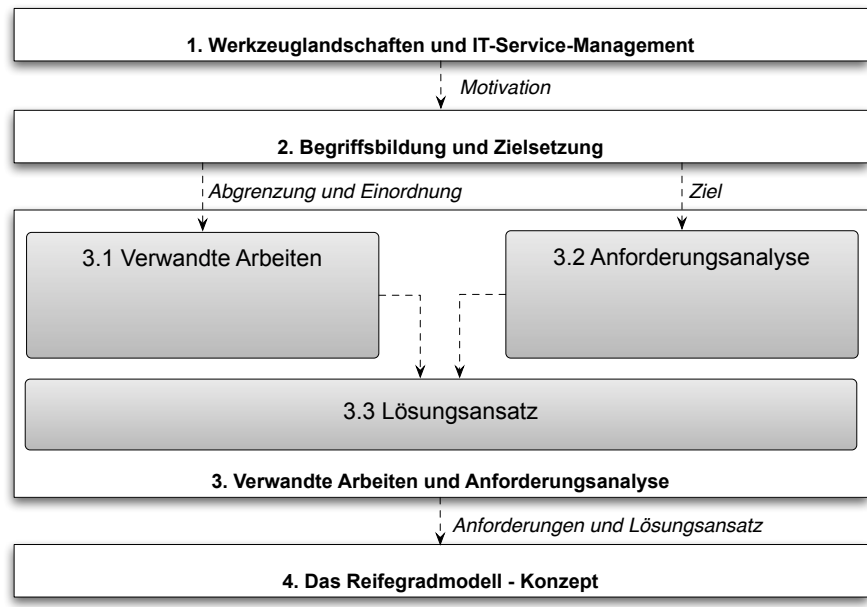 1. Werkzeuglandschaften und IT-Service-Management
Motivation
2. Begriffsbildung und Zielsetzung
Abgrenzung und Einordnung
Ziel
3.1 Verwandte Arbeiten
3.2 Anforderungsanalyse
3.3 Lösungsansatz
3. Verwandte Arbeiten und Anforderungsanalyse
Anforderungen und Lösungsansatz
4. Das Reifegradmodell - Konzept